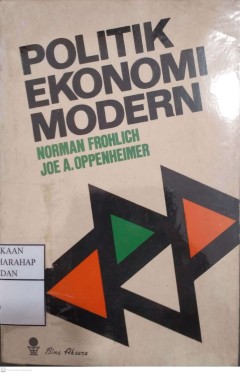 POLITIK
EKONOMI
MODERN
NORMAN FROHLICH
JOE A. OPPENHEIMER
KAAN
HARAHAP
DAN
Bina Aksara